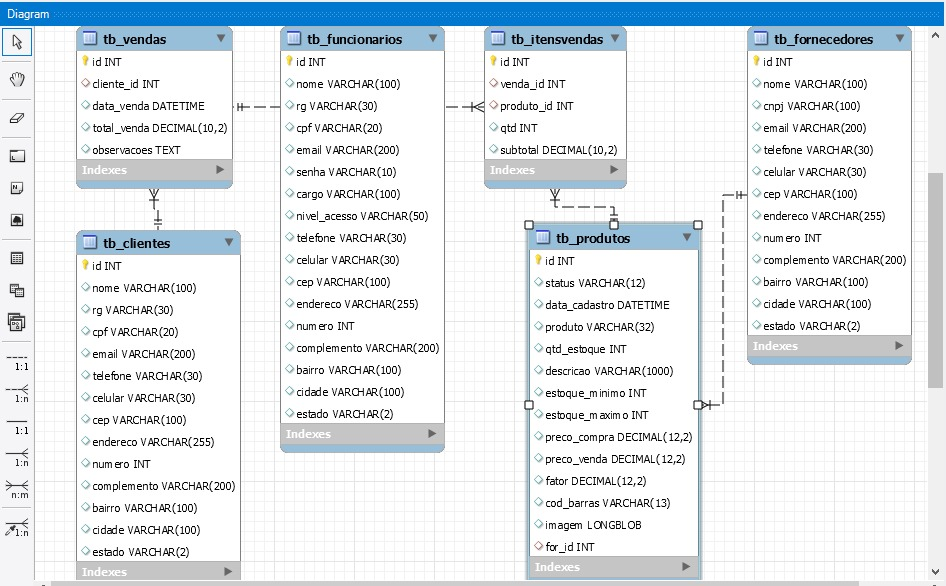 Diagram
tb_vendas
id INT
cliente_id INT
data_venda DATETIME
total_venda DECIMAL(10,2)
observacoes TEXT
Indexes
tb_funcionarios
id INT
nome VARCHAR(100)
rg VARCHAR(30)
cpf VARCHAR(20)
email VARCHAR(200)
senha VARCHAR(10)
cargo VARCHAR(100)
nivel_acesso VARCHAR(50)
telefone VARCHAR(30)
celular VARCHAR(30)
cep VARCHAR(100)
endereco VARCHAR(255)
numero INT
complemento VARCHAR(200)
bairro VARCHAR(100)
cidade VARCHAR(100)
estado VARCHAR(2)
Indexes
tb_itensvendas
id INT
venda_id INT
produto_id INT
qtd INT
subtotal DECIMAL(10,2)
Indexes
tb_fornecedores
id INT
nome VARCHAR(100)
cnpj VARCHAR(100)
email VARCHAR(200)
telefone VARCHAR(30)
celular VARCHAR(30)
cep VARCHAR(100)
endereco VARCHAR(255)
numero INT
complemento VARCHAR(200)
bairro VARCHAR(100)
cidade VARCHAR(100)
estado VARCHAR(2)
Indexes
tb_clientes
id INT
nome VARCHAR(100)
rg VARCHAR(30)
cpf VARCHAR(20)
email VARCHAR(200)
telefone VARCHAR(30)
celular VARCHAR(30)
cep VARCHAR(100)
endereco VARCHAR(255)
numero INT
complemento VARCHAR(200)
bairro VARCHAR(100)
cidade VARCHAR(100)
estado VARCHAR(2)
Indexes
tb_produtos
id INT
status VARCHAR(12)
data_cadastro DATETIME
produto VARCHAR(32)
qtd_estoque INT
descricao VARCHAR(1000)
estoque_minimo INT
estoque_maximo INT
preco_compra DECIMAL(12,2)
preco_venda DECIMAL(12,2)
fator DECIMAL(12,2)
cod_barras VARCHAR(13)
imagem LONGBLOB
for_id INT
Indexes
1:1
1:n
1:1
1:n
n:m
1:n